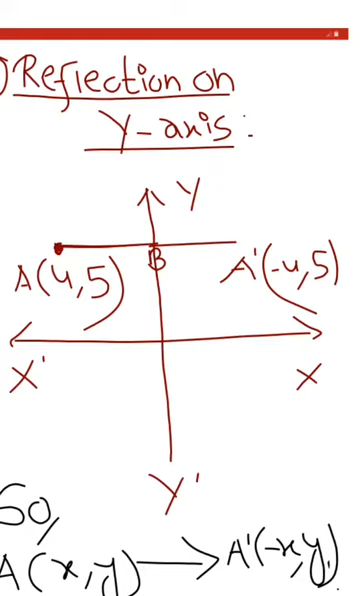 Reflection on
Y-axis:
Y
B
A(4,5)
A'(-4,5)
X'
X
Y'
So,
A(x,y) → A'(-x,y)